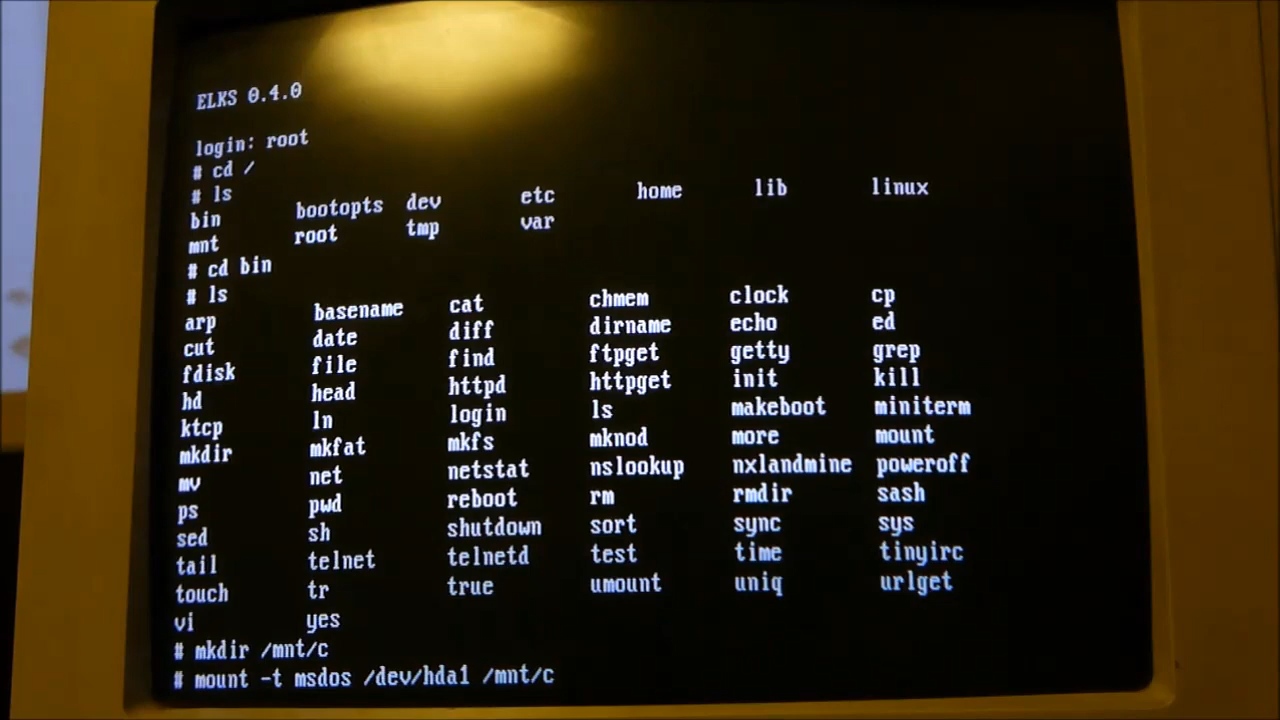 ELKS 0.4.0
login: root
# cd /
# ls
bin bootopts dev etc home lib linux
mnt root tmp var
# cd bin
# ls
arp basename cat chmem clock cp
cut date diff dirname echo ed
fdisk file find ftpget getty grep
hd head httpd httpget init kill
ktcp ln login ls makeboot miniterm
mkdir mkfat mkfs mknod more mount
mv net netstat nslookup nxlandmine poweroff
ps pwd reboot rm rmdir sash
sed sh shutdown sort sync sys
tail telnet telnetd test time tinyirc
touch tr true umount uniq urlget
vi yes
# mkdir /mnt/c
# mount -t msdos /dev/hda1 /mnt/c